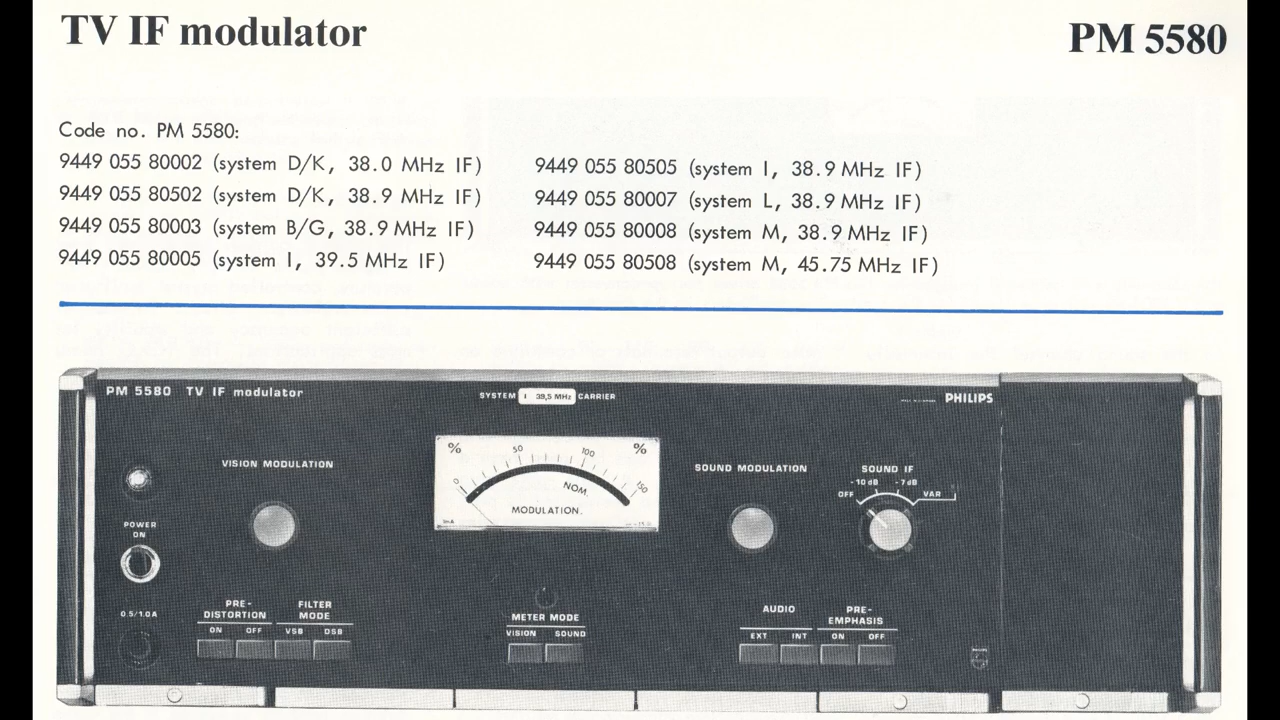 TV IF modulator
PM 5580
Code no. PM 5580:
9449 055 80002 (system D/K, 38.0 MHz IF)
9449 055 80502 (system D/K, 38.9 MHz IF)
9449 055 80003 (system B/G, 38.9 MHz IF)
9449 055 80005 (system I, 39.5 MHz IF)
9449 055 80505 (system I, 38.9 MHz IF)
9449 055 80007 (system L, 38.9 MHz IF)
9449 055 80008 (system M, 38.9 MHz IF)
9449 055 80508 (system M, 45.75 MHz IF)
PM 5580 TV IF modulator
SYSTEM I 39,5 MHz CARRIER
PHILIPS
VISION MODULATION
% 50 100 %
0 150
NOM.
MODULATION.
SOUND MODULATION
SOUND IF
-10 dB -7 dB
OFF VAR
POWER
ON
0.5/1.0A
PRE-
DISTORTION
ON OFF
FILTER
MODE
VSB DSB
METER MODE
VISION SOUND
AUDIO
EXT INT
PRE-
EMPHASIS
ON OFF